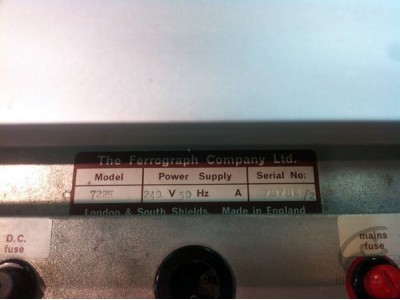 The Ferrograph Company Ltd.
Model Power Supply Serial No:
240 V 50 Hz A
London & South Shields. Made in England
D.C. fuse
mains fuse